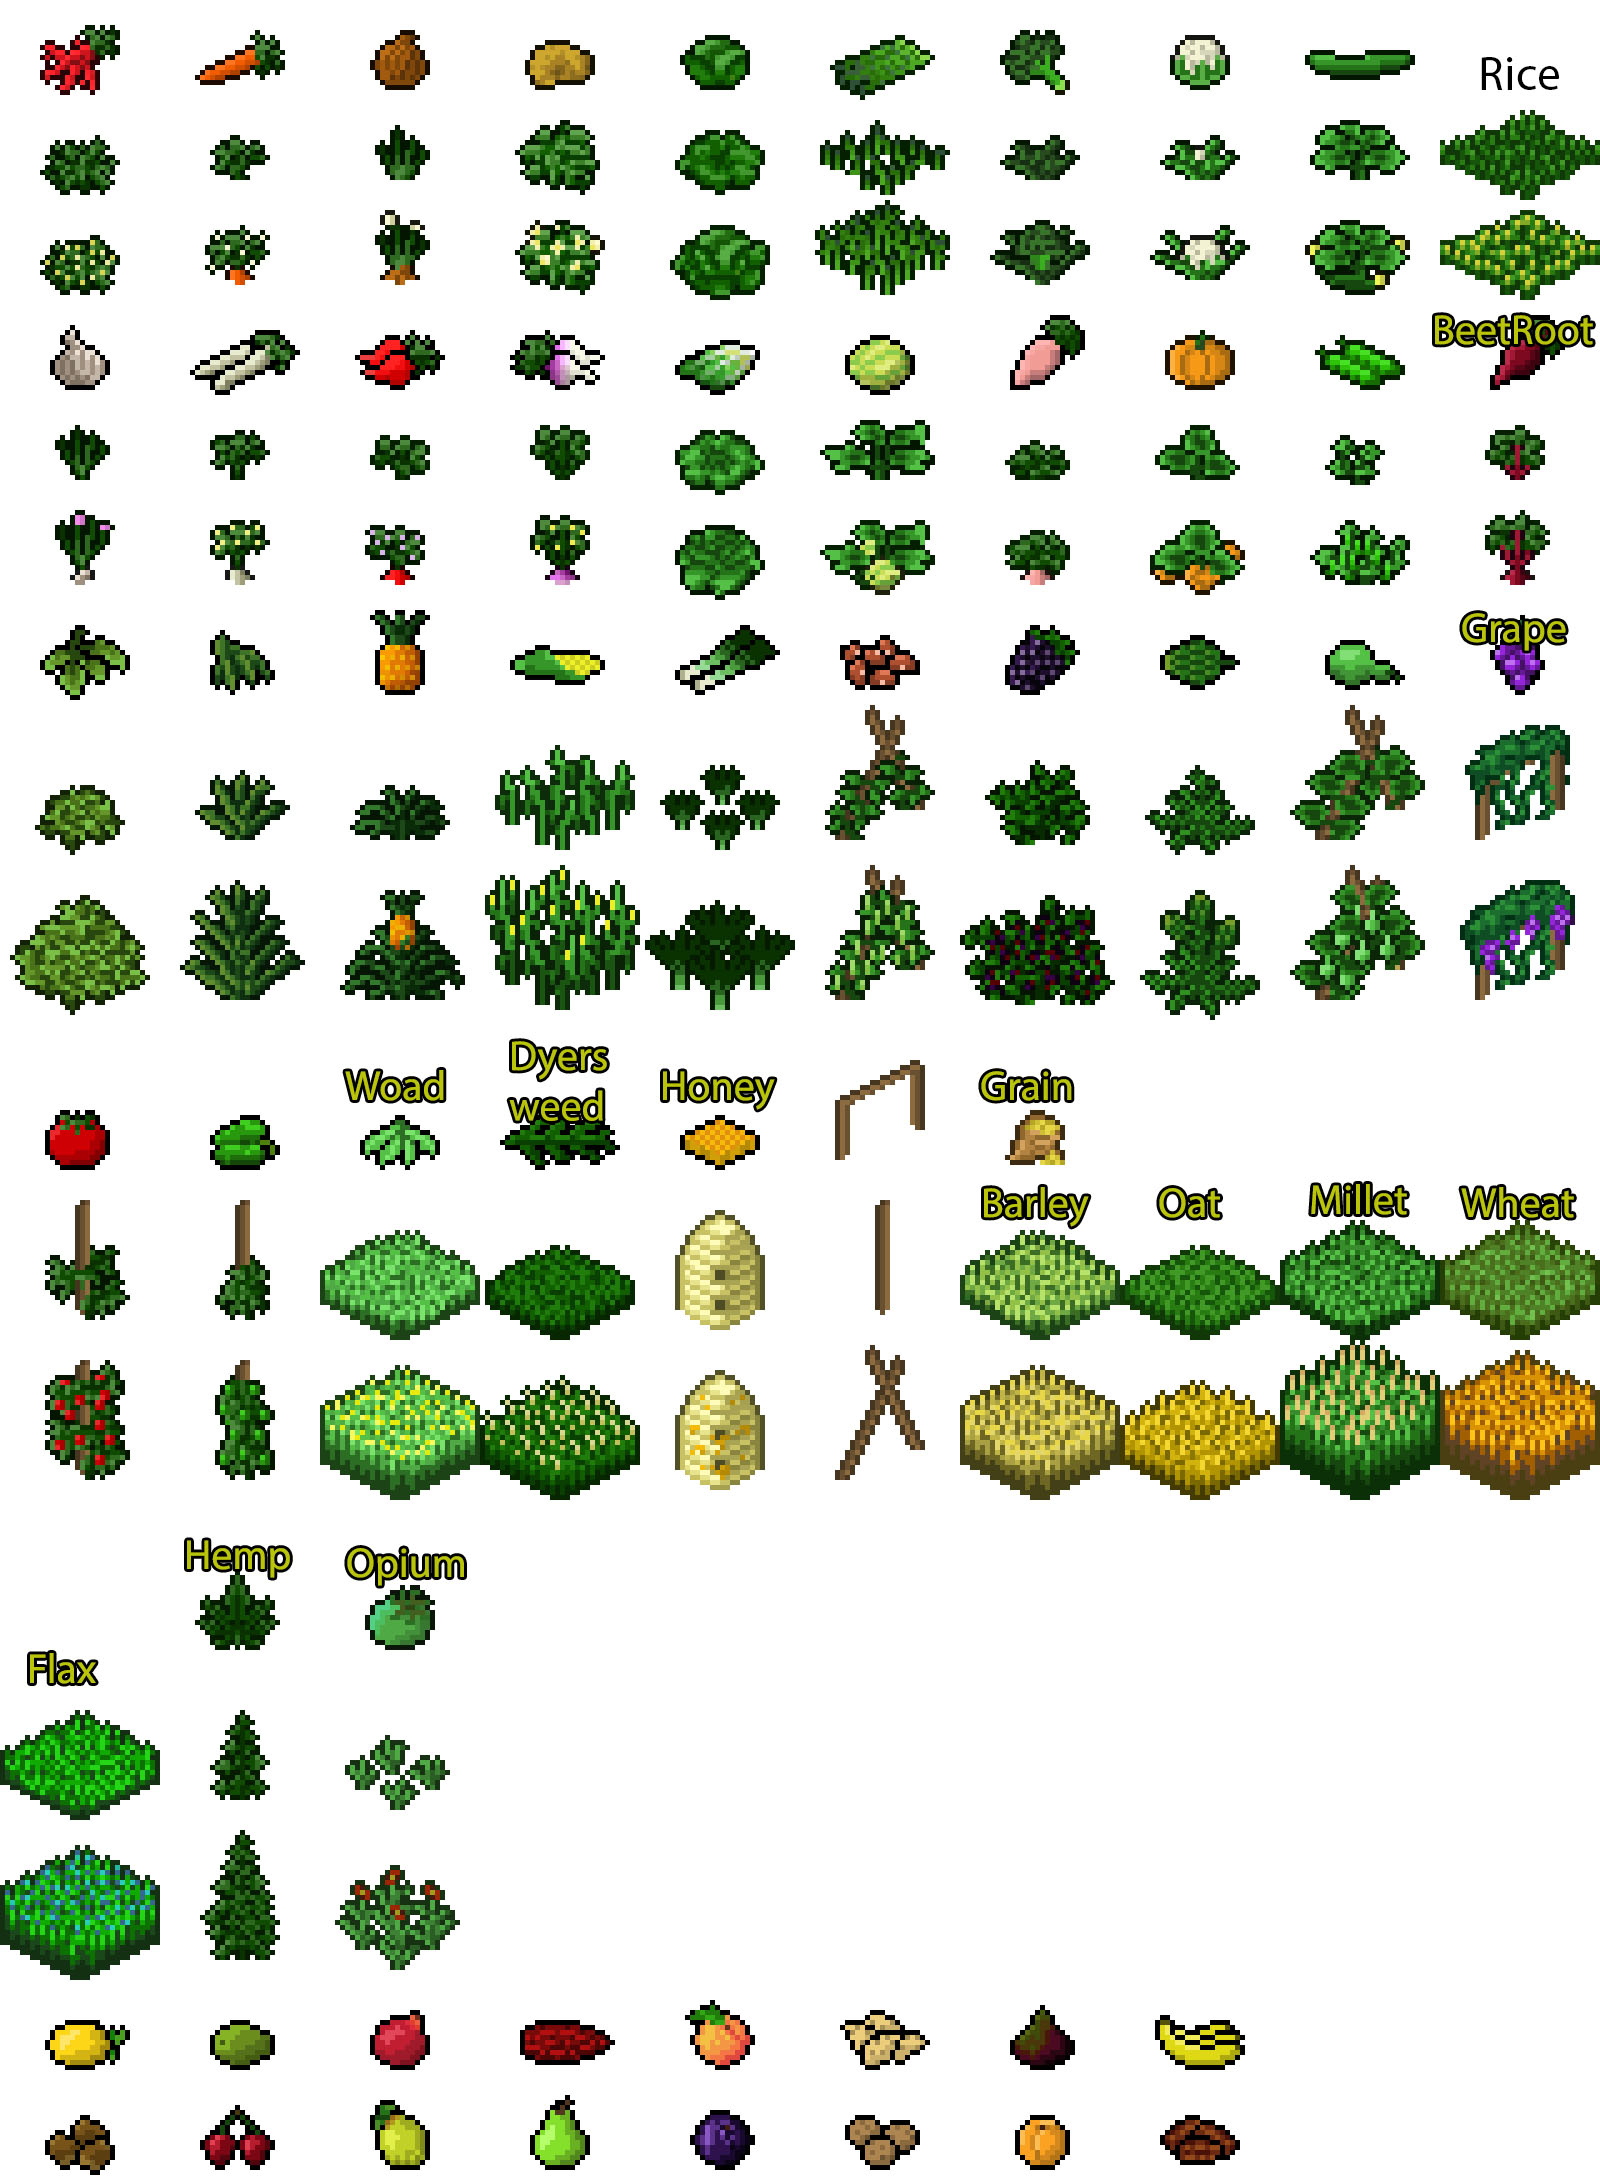 Rice
BeetRoot
Grape
Woad
Dyers
weed
Honey
Grain
Barley
Oat
Millet
Wheat
Hemp
Opium
Flax